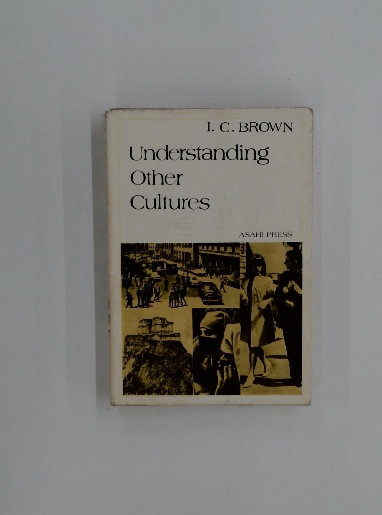 I. C. BROWN
Understanding
Other
Cultures
ASAHI PRESS